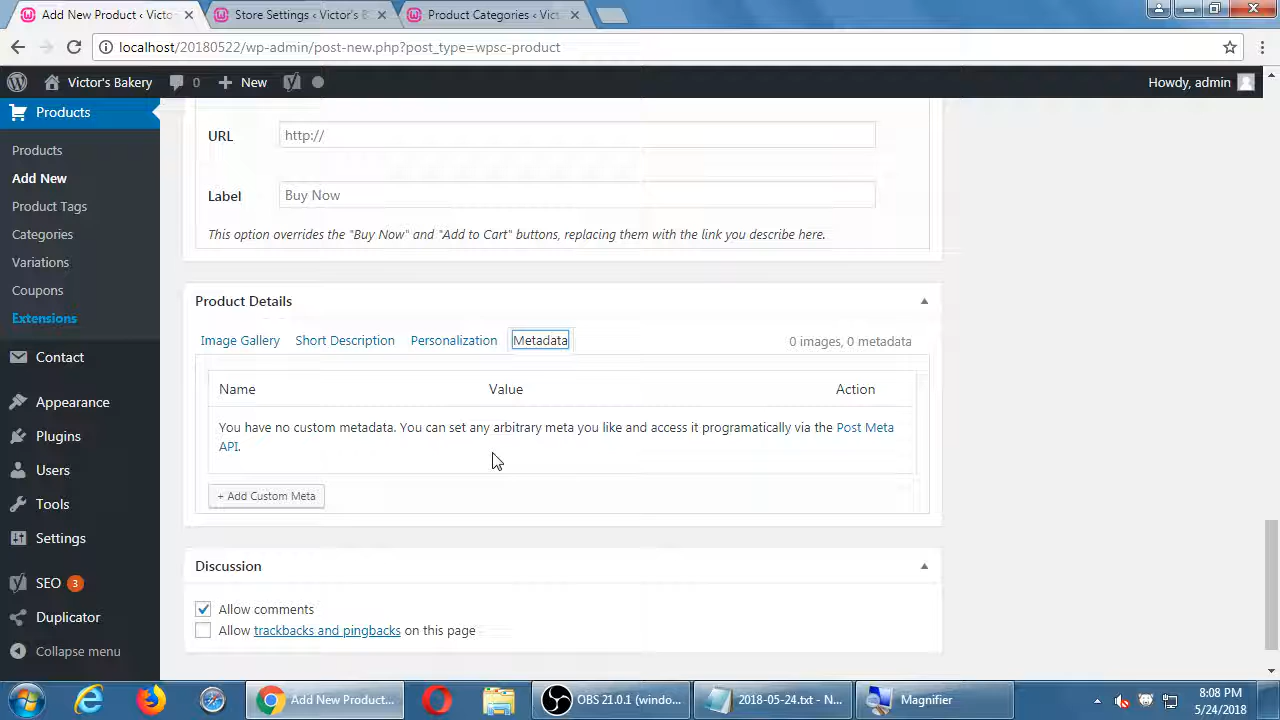 Add New Product ‹ Victo
Store Settings ‹ Victor's B
Product Categories ‹ Vi
localhost/20180522/wp-admin/post-new.php?post_type=wpsc-product
Victor's Bakery
0
New
Howdy, admin
Products
Products
Add New
Product Tags
Categories
Variations
Coupons
Extensions
Contact
Appearance
Plugins
Users
Tools
Settings
SEO 3
Duplicator
Collapse menu
URL
http://
Label
Buy Now
This option overrides the "Buy Now" and "Add to Cart" buttons, replacing them with the link you describe here.
Product Details
Image Gallery
Short Description
Personalization
Metadata
0 images, 0 metadata
Name
Value
Action
You have no custom metadata. You can set any arbitrary meta you like and access it programatically via the Post Meta
API.
+ Add Custom Meta
Discussion
Allow comments
Allow trackbacks and pingbacks on this page
Add New Product...
OBS 21.0.1 (windo...
2018-05-24.txt - N...
Magnifier
8:08 PM
5/24/2018